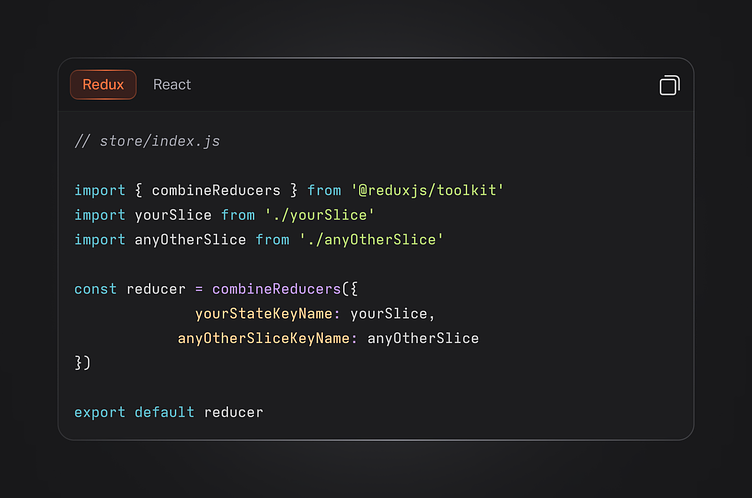 Redux React
// store/index.js
import { combineReducers } from '@reduxjs/toolkit'
import yourSlice from './yourSlice'
import anyOtherSlice from './anyOtherSlice'
const reducer = combineReducers({
yourStateKeyName: yourSlice,
anyOtherSliceKeyName: anyOtherSlice
})
export default reducer